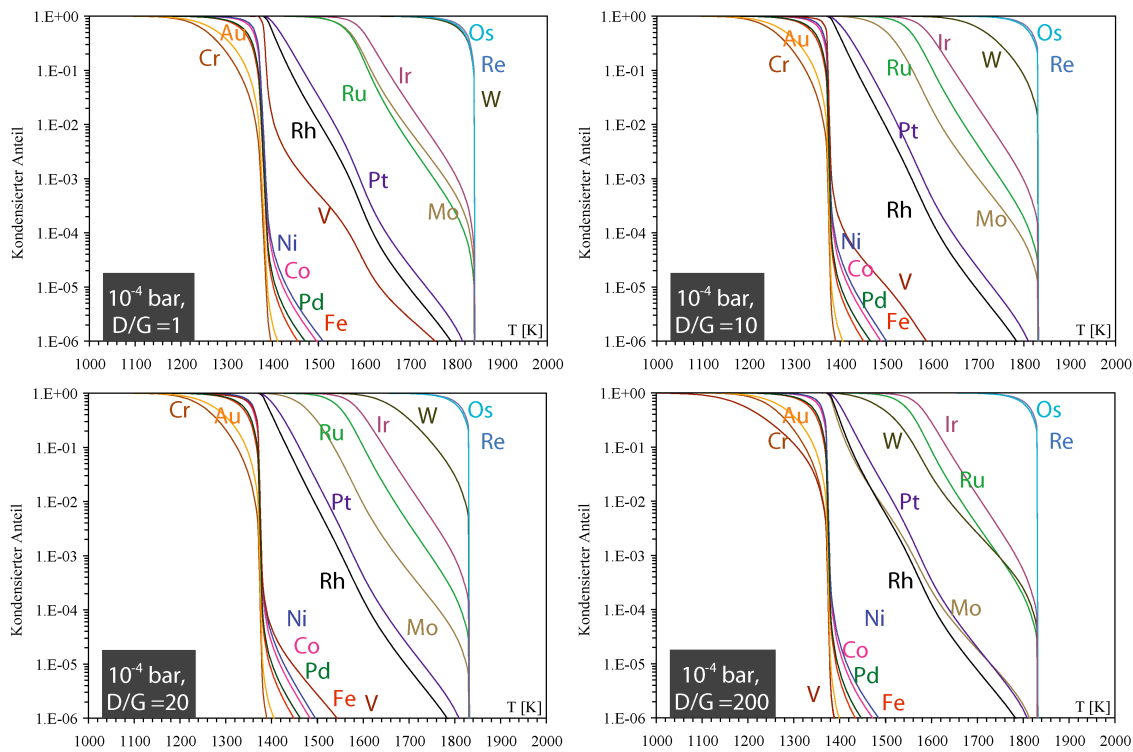 1.E+00
1.E-01
1.E-02
1.E-03
1.E-04
1.E-05
1.E-06
Kondensierter Anteil
Au
Cr
Os
Re
W
Ir
Ru
Rh
Pt
Mo
V
Ni
Co
Pd
Fe
10-4 bar,
D/G =1
T [K]
1000 1100 1200 1300 1400 1500 1600 1700 1800 1900 2000
1.E+00
1.E-01
1.E-02
1.E-03
1.E-04
1.E-05
1.E-06
Kondensierter Anteil
Au
Cr
Ir
W
Os
Re
Ru
Pt
Rh
Mo
Ni
Co
V
Pd
Fe
10-4 bar,
D/G =10
T [K]
1000 1100 1200 1300 1400 1500 1600 1700 1800 1900 2000
1.E+00
1.E-01
1.E-02
1.E-03
1.E-04
1.E-05
1.E-06
Kondensierter Anteil
Cr
Au
W
Os
Re
Ru
Ir
Pt
Rh
Mo
Ni
Co
Pd
Fe
V
10-4 bar,
D/G =20
T [K]
1000 1100 1200 1300 1400 1500 1600 1700 1800 1900 2000
1.E+00
1.E-01
1.E-02
1.E-03
1.E-04
1.E-05
1.E-06
Kondensierter Anteil
Au
Cr
W
Ir
Os
Re
Ru
Pt
Rh
Mo
Ni
Co
Pd
V
Fe
10-4 bar,
D/G =200
T [K]
1000 1100 1200 1300 1400 1500 1600 1700 1800 1900 2000